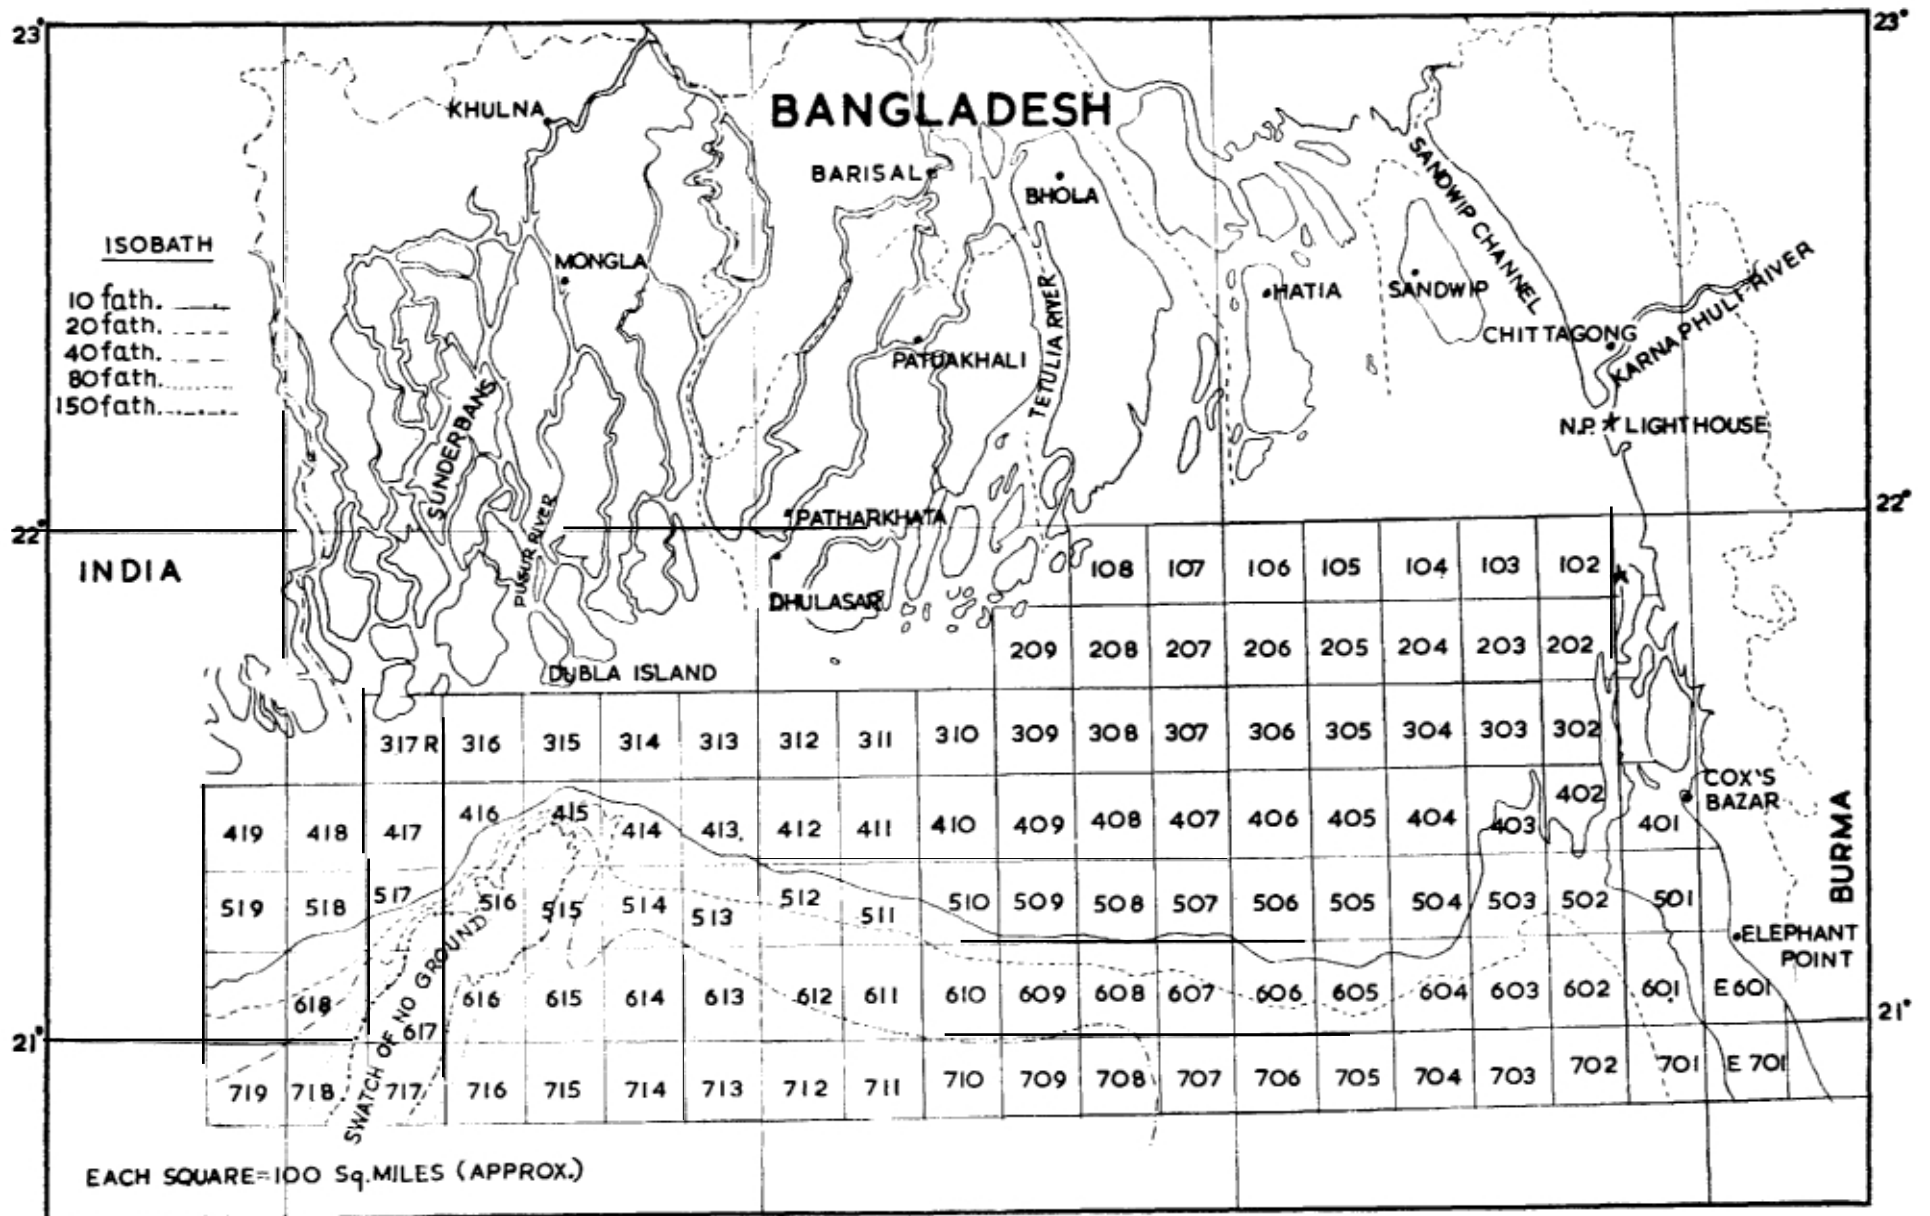 23°
23°
BANGLADESH
KHULNA
BARISAL
BHOLA
SANDWIP CHANNEL
ISOBATH
10 fath.
20 fath.
40 fath.
80 fath.
150 fath.
MONGLA
HATIA
SANDWIP
CHITTAGONG
KARNAPHULI RIVER
PATUAKHALI
TETULIA RIVER
SUNDERBANS
N.P. LIGHT HOUSE
22°
22°
PATHARKHATA
PUSUR RIVER
INDIA
DHULASAR
108 107 106 105 104 103 102
DUBLA ISLAND
209 208 207 206 205 204 203 202
317 R 316 315 314 313 312 311 310 309 308 307 306 305 304 303 302
COX'S
BAZAR
419 418 417 416 415 414 413 412 411 410 409 408 407 406 405 404 403 402 401
BURMA
519 518 517 516 515 514 513 512 511 510 509 508 507 506 505 504 503 502 501
ELEPHANT
POINT
SWATCH OF NO GROUND
618 617 616 615 614 613 612 611 610 609 608 607 606 605 604 603 602 601 E 601
21°
21°
719 718 717 716 715 714 713 712 711 710 709 708 707 706 705 704 703 702 701 E 701
EACH SQUARE=100 Sq.MILES (APPROX.)